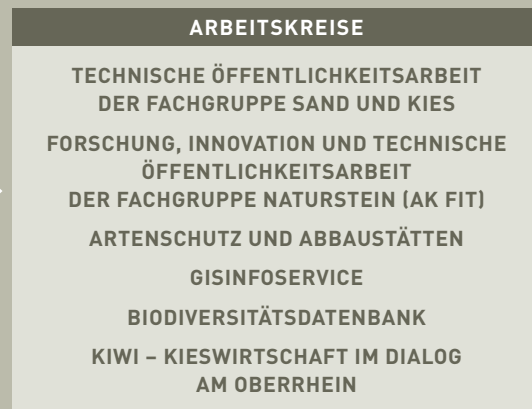 ARBEITSKREISE
TECHNISCHE ÖFFENTLICHKEITSARBEIT
DER FACHGRUPPE SAND UND KIES
FORSCHUNG, INNOVATION UND TECHNISCHE
ÖFFENTLICHKEITSARBEIT
DER FACHGRUPPE NATURSTEIN (AK FIT)
ARTENSCHUTZ UND ABBAUSTÄTTEN
GISINFOSERVICE
BIODIVERSITÄTSDATENBANK
KIWI – KIESWIRTSCHAFT IM DIALOG
AM OBERRHEIN